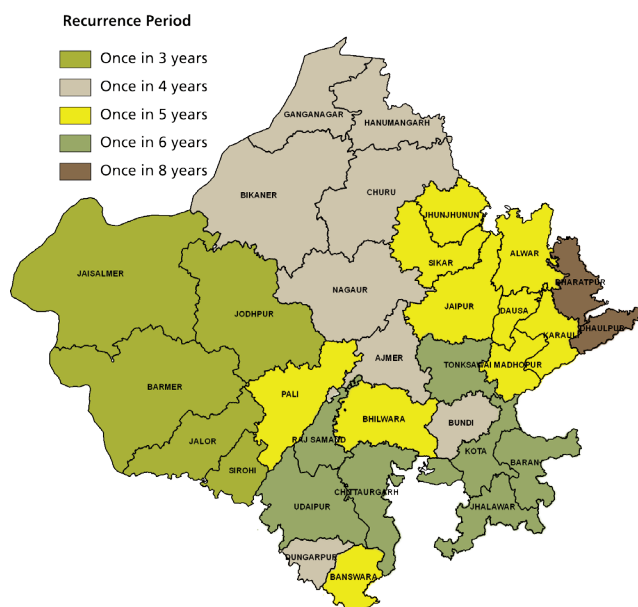 Recurrence Period
Once in 3 years
Once in 4 years
Once in 5 years
Once in 6 years
Once in 8 years
GANGANAGAR
HANUMANGARH
BIKANER
CHURU
JHUNJHUNUN
SIKAR
ALWAR
JAISALMER
BHARATPUR
NAGAUR
JODHPUR
JAIPUR
DAUSA
DHAULPUR
KARAULI
AJMER
TONK
SAWAI MADHOPUR
BARMER
PALI
BHILWARA
BUNDI
JALOR
RAJ SAMAND
KOTA
BARAN
SIROHI
CHITTAURGARH
UDAIPUR
JHALAWAR
DUNGARPUR
BANSWARA